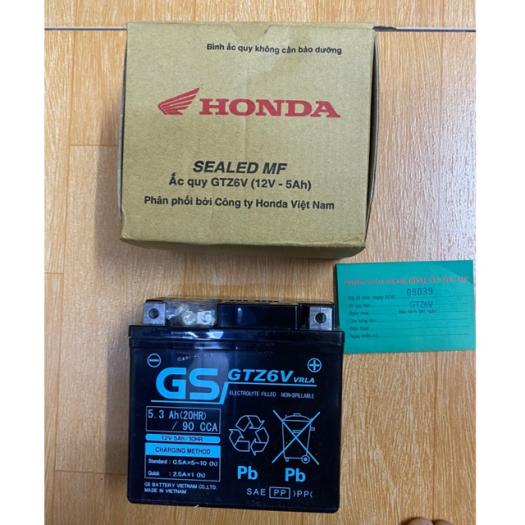 Bình ắc quy không cần bảo dưỡng
HONDA
SEALED MF
Ắc quy GTZ6V (12V - 5Ah)
Phân phối bởi Công ty Honda Việt Nam
09039
GTZ6V
GS
GTZ6V VRLA
ELECTROLYTE FILLED NON-SPILLABLE
5.3 Ah(20HR)
/ 90 CCA
12V 5Ah/10HR
CHARGING METHOD
Standard : 0.5A×5~10 (h)
Quick : 2.5A×1 (h)
GS BATTERY VIETNAM CO.,LTD.
MADE IN VIETNAM
Pb Pb
SAE PP >PP<